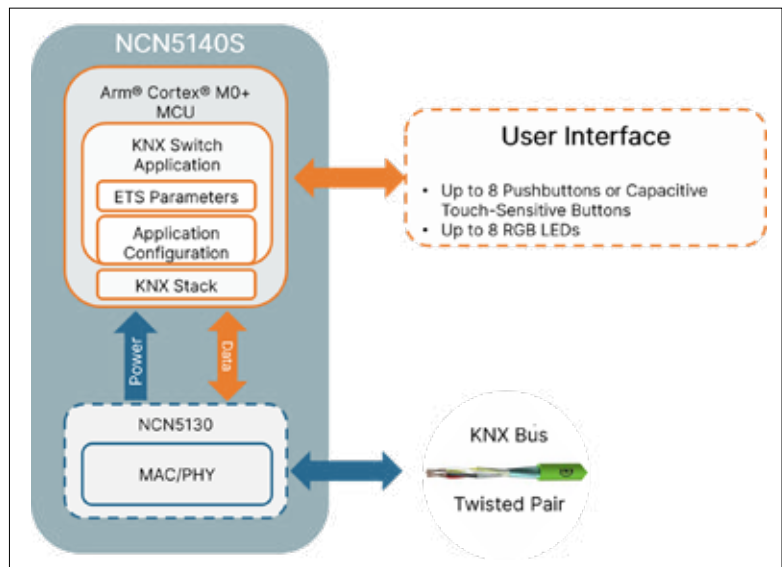 NCN5140S
Arm® Cortex® M0+
MCU
KNX Switch
Application
ETS Parameters
Application
Configuration
KNX Stack
Power
Data
NCN5130
MAC/PHY
User Interface
• Up to 8 Pushbuttons or Capacitive
Touch-Sensitive Buttons
• Up to 8 RGB LEDs
KNX Bus
Twisted Pair